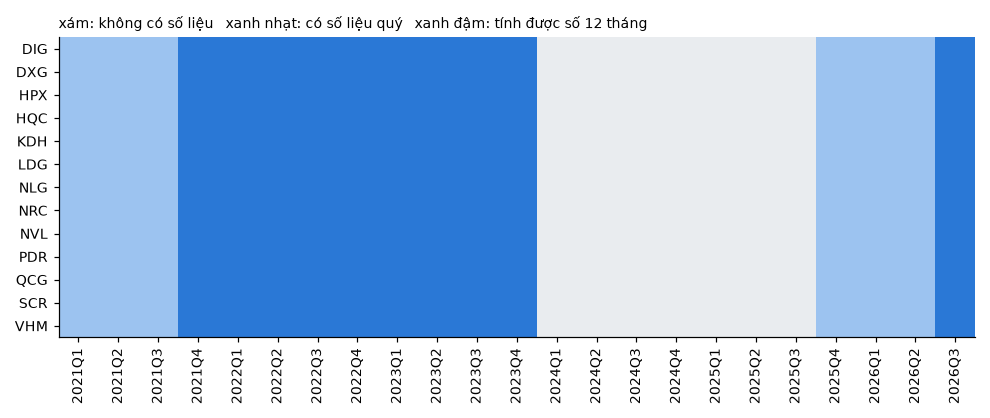 xám: không có số liệu   xanh nhạt: có số liệu quý   xanh đậm: tính được số 12 tháng
DIG
DXG
HPX
HQC
KDH
LDG
NLG
NRC
NVL
PDR
QCG
SCR
VHM
2021Q1
2021Q2
2021Q3
2021Q4
2022Q1
2022Q2
2022Q3
2022Q4
2023Q1
2023Q2
2023Q3
2023Q4
2024Q1
2024Q2
2024Q3
2024Q4
2025Q1
2025Q2
2025Q3
2025Q4
2026Q1
2026Q2
2026Q3